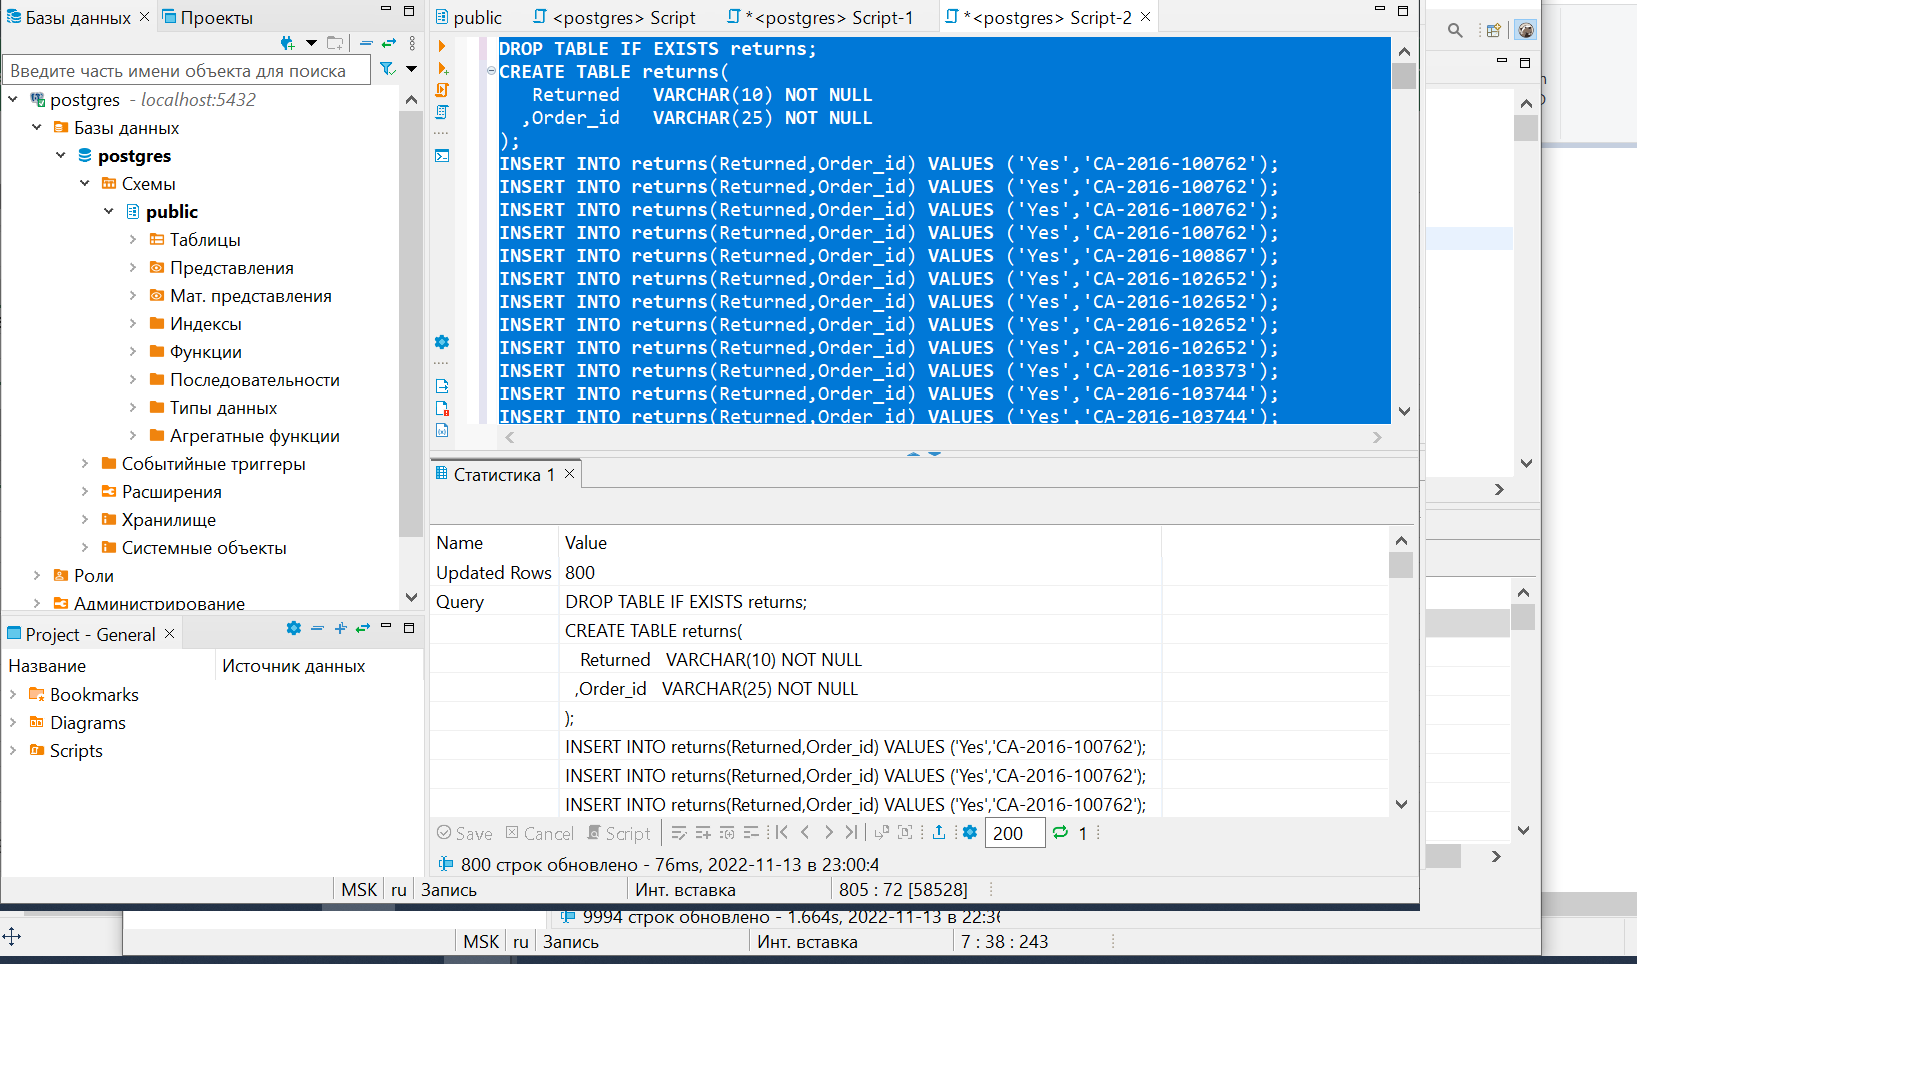 Базы данных
Проекты
Введите часть имени объекта для поиска
postgres - localhost:5432
Базы данных
postgres
Схемы
public
Таблицы
Представления
Мат. представления
Индексы
Функции
Последовательности
Типы данных
Агрегатные функции
Событийные триггеры
Расширения
Хранилище
Системные объекты
Роли
Администрирование
Project - General
Название Источник данных
Bookmarks
Diagrams
Scripts
public <postgres> Script *<postgres> Script-1 *<postgres> Script-2
DROP TABLE IF EXISTS returns;
CREATE TABLE returns(
Returned VARCHAR(10) NOT NULL
,Order_id VARCHAR(25) NOT NULL
);
INSERT INTO returns(Returned,Order_id) VALUES ('Yes','CA-2016-100762');
INSERT INTO returns(Returned,Order_id) VALUES ('Yes','CA-2016-100762');
INSERT INTO returns(Returned,Order_id) VALUES ('Yes','CA-2016-100762');
INSERT INTO returns(Returned,Order_id) VALUES ('Yes','CA-2016-100762');
INSERT INTO returns(Returned,Order_id) VALUES ('Yes','CA-2016-100867');
INSERT INTO returns(Returned,Order_id) VALUES ('Yes','CA-2016-102652');
INSERT INTO returns(Returned,Order_id) VALUES ('Yes','CA-2016-102652');
INSERT INTO returns(Returned,Order_id) VALUES ('Yes','CA-2016-102652');
INSERT INTO returns(Returned,Order_id) VALUES ('Yes','CA-2016-102652');
INSERT INTO returns(Returned,Order_id) VALUES ('Yes','CA-2016-103373');
INSERT INTO returns(Returned,Order_id) VALUES ('Yes','CA-2016-103744');
INSERT INTO returns(Returned,Order_id) VALUES ('Yes','CA-2016-103744');
Статистика 1
Name Value
Updated Rows 800
Query DROP TABLE IF EXISTS returns;
CREATE TABLE returns(
Returned VARCHAR(10) NOT NULL
,Order_id VARCHAR(25) NOT NULL
);
INSERT INTO returns(Returned,Order_id) VALUES ('Yes','CA-2016-100762');
INSERT INTO returns(Returned,Order_id) VALUES ('Yes','CA-2016-100762');
INSERT INTO returns(Returned,Order_id) VALUES ('Yes','CA-2016-100762');
Save Cancel Script 200 1
800 строк обновлено - 76ms, 2022-11-13 в 23:00:4
MSK ru Запись Инт. вставка 805 : 72 [58528]
9994 строк обновлено - 1.664s, 2022-11-13 в 22:36
MSK ru Запись Инт. вставка 7 : 38 : 243